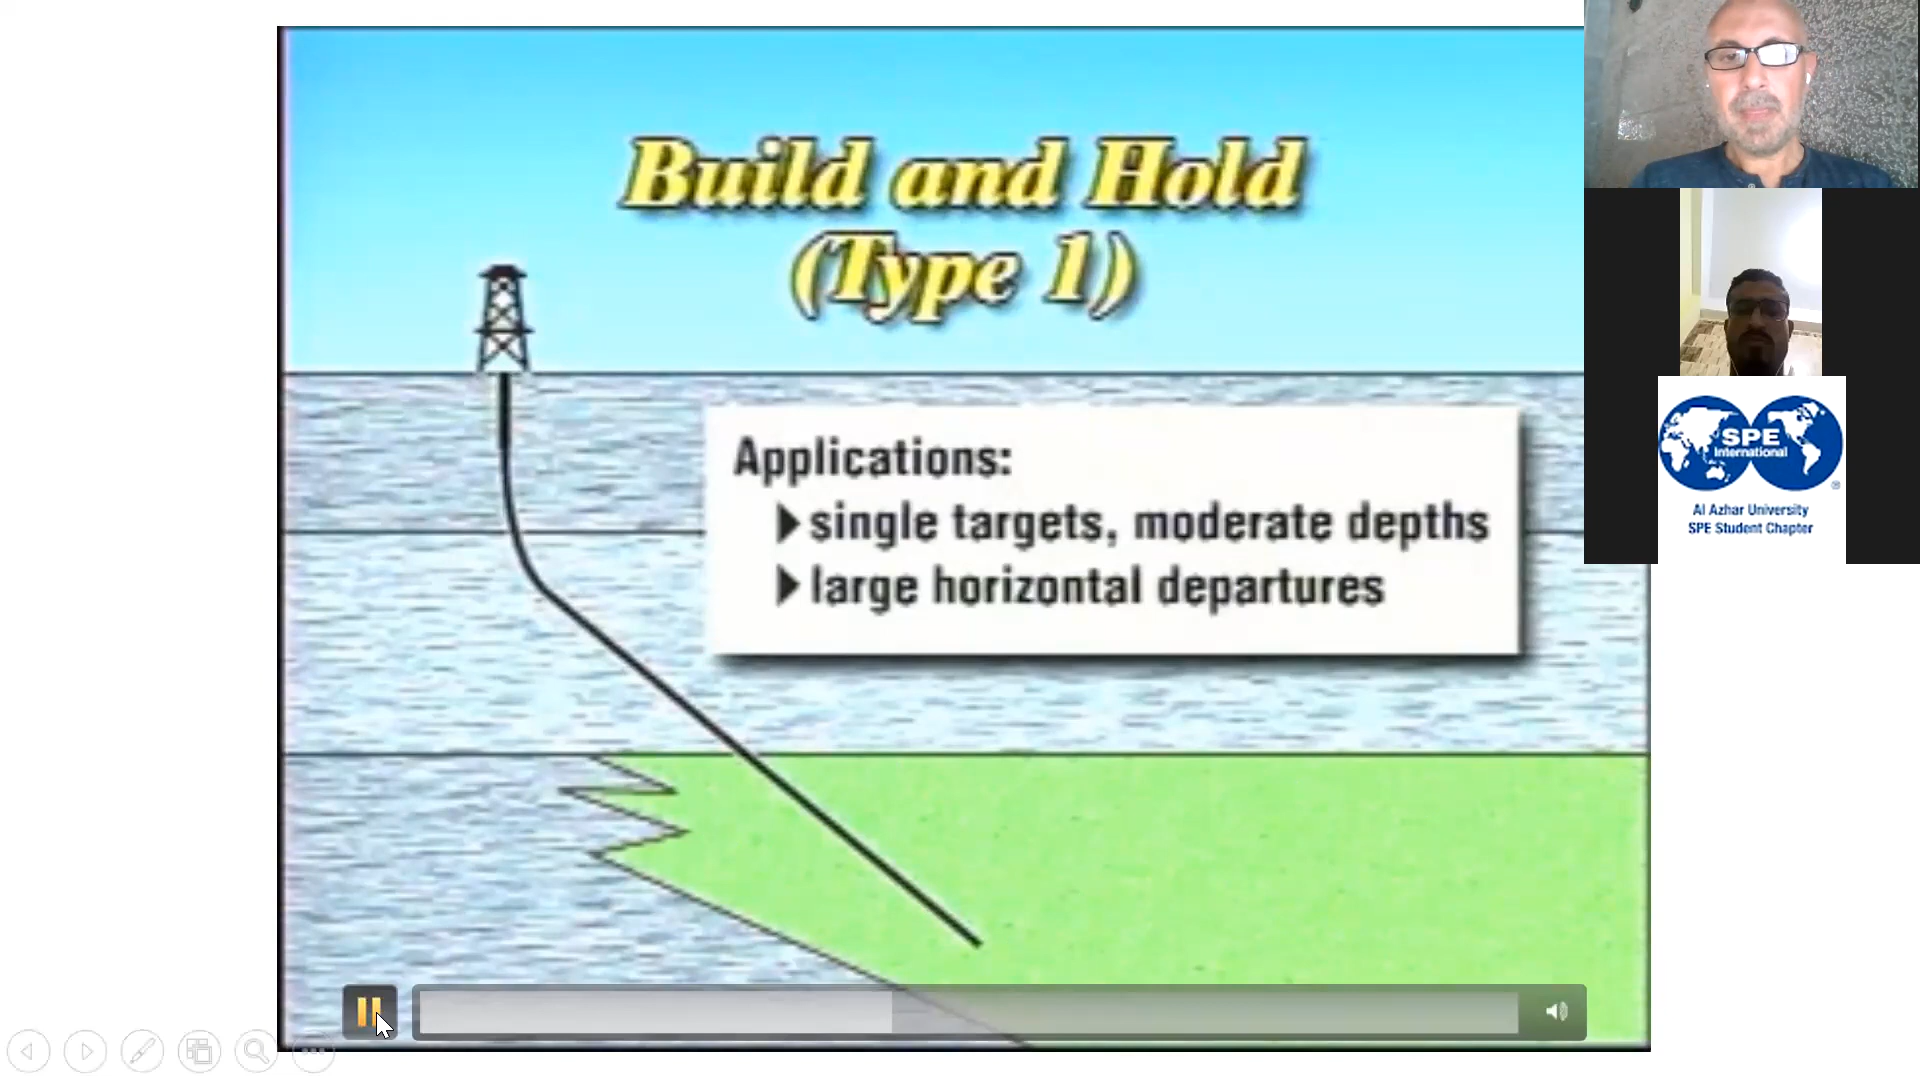 Build and Hold
(Type 1)
Applications:
single targets, moderate depths
large horizontal departures
SPE
International
®
Al Azhar University
SPE Student Chapter